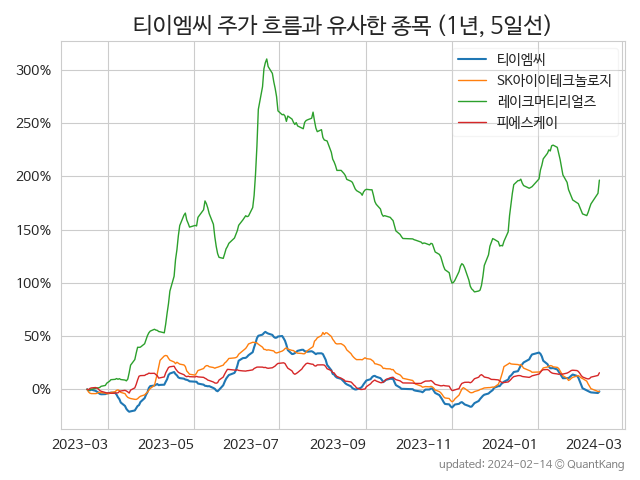 티이엠씨 주가 흐름과 유사한 종목 (1년, 5일선)
티이엠씨
SK아이이테크놀로지
레이크머티리얼즈
피에스케이
300%
250%
200%
150%
100%
50%
0%
2023-03 2023-05 2023-07 2023-09 2023-11 2024-01 2024-03
updated: 2024-02-14 © QuantKang